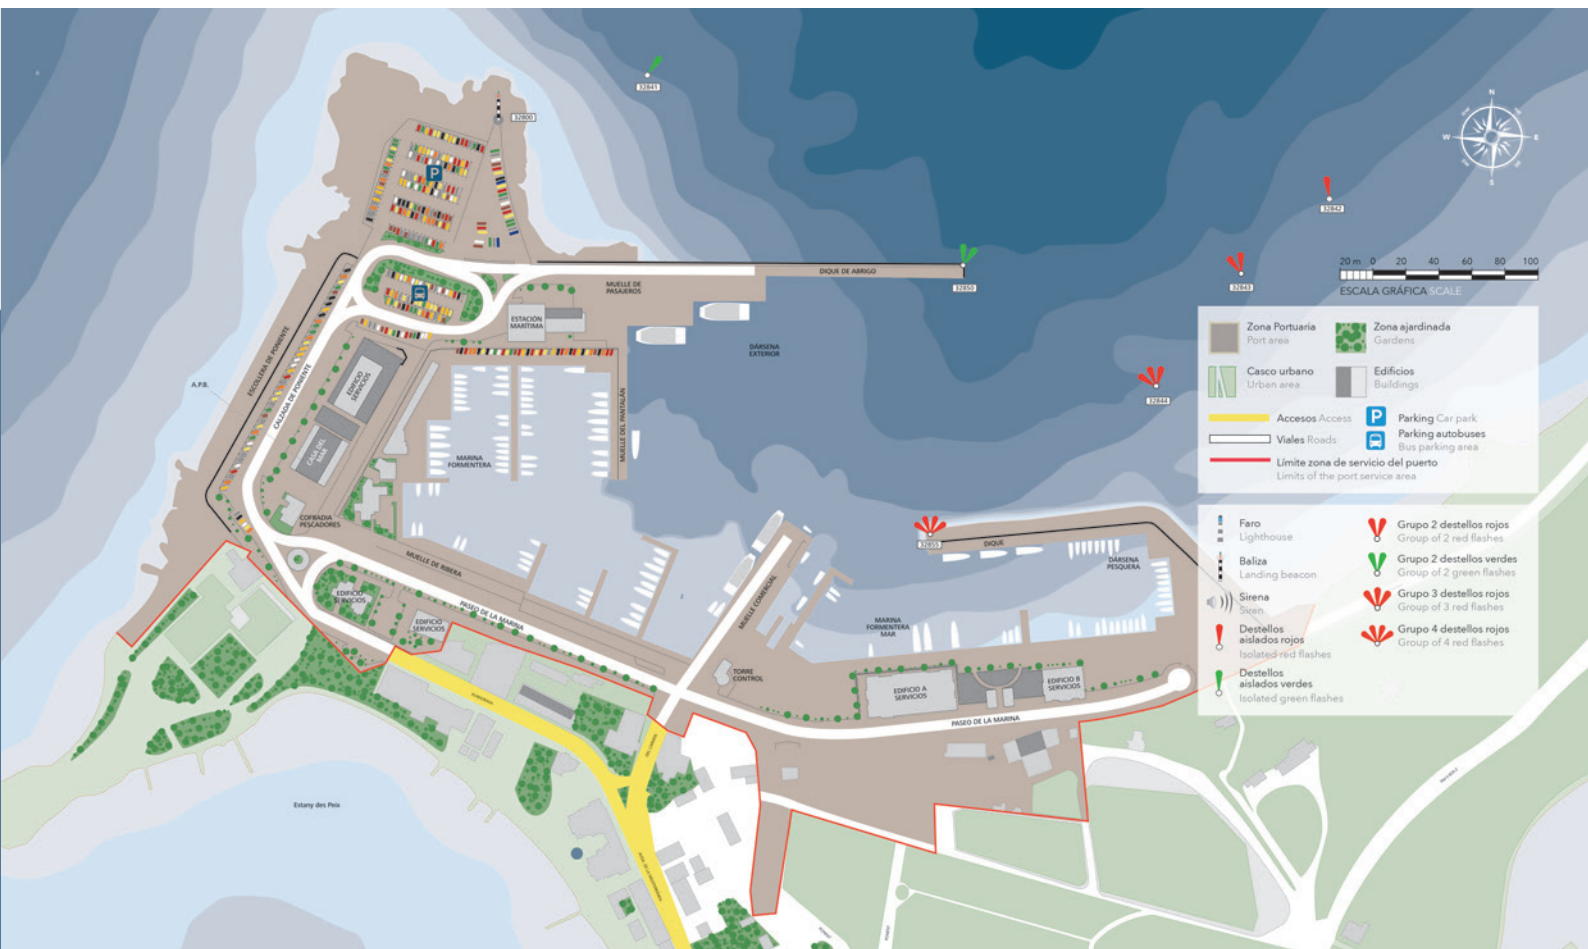 32841
32800
N
W
E
S
32842
DIQUE DE ABRIGO
32850
32843
20 m 0 20 40 60 80 100
ESCALA GRÁFICA SCALE
MUELLE DE
PASAJEROS
ESTACIÓN
MARÍTIMA
DÁRSENA
EXTERIOR
ESCOLLERA DE PONIENTE
CALZADA DE PONIENTE
A.P.B.
EDIFICIO
SERVICIOS
CASA DEL
MAR
COFRADIA
PESCADORES
MARINA
FORMENTERA
MUELLE DEL PANTALÁN
32844
P
32855
DIQUE
DÁRSENA
PESQUERA
MUELLE DE RIBERA
PASEO DE LA MARINA
MUELLE COMERCIAL
MARINA
FORMENTERA
MAR
EDIFICIO
SERVICIOS
EDIFICIO
SERVICIOS
TORRE
CONTROL
EDIFICIO A
SERVICIOS
EDIFICIO B
SERVICIOS
PASEO DE LA MARINA
Estany des Peix
Zona Portuaria
Port area
Zona ajardinada
Gardens
Casco urbano
Urban area
Edificios
Buildings
Accesos Access
P
Parking Car park
Viales Roads
Parking autobuses
Bus parking area
Límite zona de servicio del puerto
Limits of the port service area
Faro
Lighthouse
Baliza
Landing beacon
Sirena
Siren
Destellos
aislados rojos
Isolated red flashes
Destellos
aislados verdes
Isolated green flashes
Grupo 2 destellos rojos
Group of 2 red flashes
Grupo 2 destellos verdes
Group of 2 green flashes
Grupo 3 destellos rojos
Group of 3 red flashes
Grupo 4 destellos rojos
Group of 4 red flashes